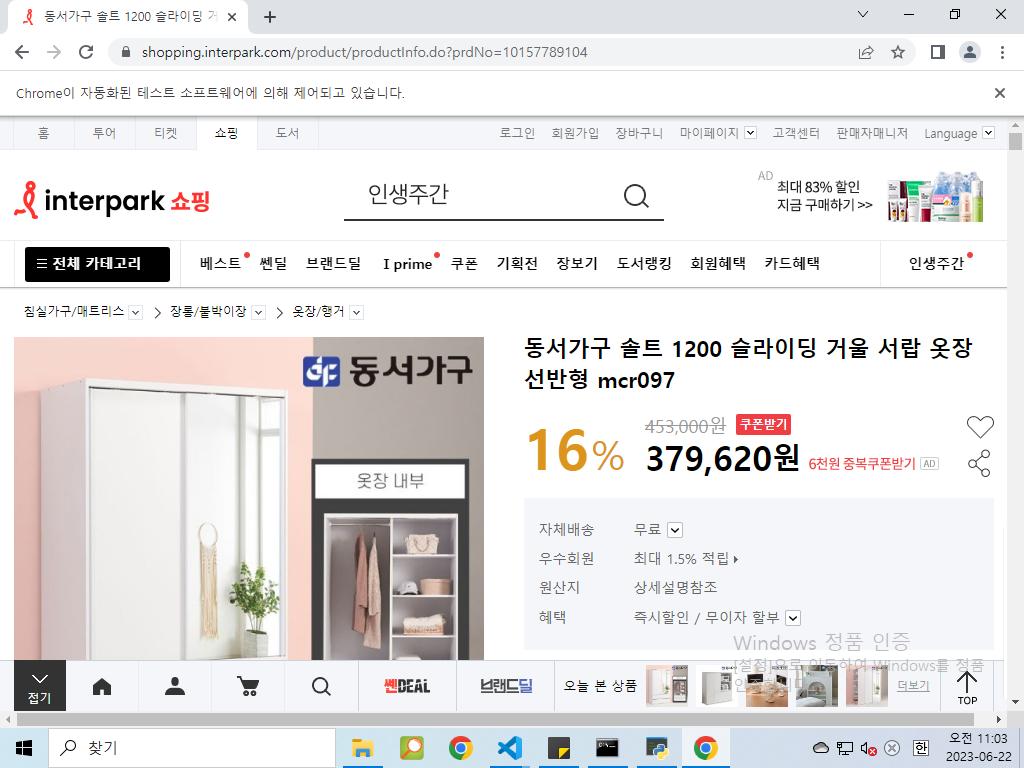 동서가구 솔트 1200 슬라이딩 거
shopping.interpark.com/product/productInfo.do?prdNo=10157789104
Chrome이 자동화된 테스트 소프트웨어에 의해 제어되고 있습니다.
홈 투어 티켓 쇼핑 도서 로그인 회원가입 장바구니 마이페이지 고객센터 판매자매니저 Language
interpark 쇼핑
인생주간
AD
최대 83% 할인
지금 구매하기 >>
전체 카테고리 베스트 쎈딜 브랜드딜 I prime 쿠폰 기획전 장보기 도서랭킹 회원혜택 카드혜택 인생주간
침실가구/매트리스 장롱/붙박이장 옷장/행거
동서가구
옷장 내부
동서가구 솔트 1200 슬라이딩 거울 서랍 옷장
선반형 mcr097
16%
453,000원 쿠폰받기
379,620원 6천원 중복쿠폰받기 AD
자체배송 무료
우수회원 최대 1.5% 적립
원산지 상세설명참조
혜택 즉시할인 / 무이자 할부
Windows 정품 인증
[설정]으로 이동하여 Windows를 정품
접기
쎈DEAL
브랜드딜
오늘 본 상품
더보기
TOP
찾기
한
오전 11:03
2023-06-22